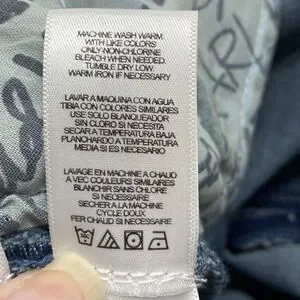 MACHINE WASH WARM
WITH LIKE COLORS
ONLY-NON-CHLORINE
BLEACH WHEN NEEDED
TUMBLE DRY LOW
WARM IRON IF NECESSARY
LAVAR A MAQUINA CON AGUA
TIBIA CON COLORES SIMILARES
USE SOLO BLANQUEADOR
SIN CLORO SI ES NECESARIO
SECAR A TEMPERATURA BAJA
PLANCHADO A TEMPERATURA
MEDIA SI ES NECESARIO
LAVAGE EN MACHINE A CHAUD
A VEC COULEURS SIMILAIRES
BLANCHIR SANS CHLORE
SI NECESSAIRE
SECHER A LA MACHINE
CYCLE DOUX
FER CHAUD SI NECESSAIRE